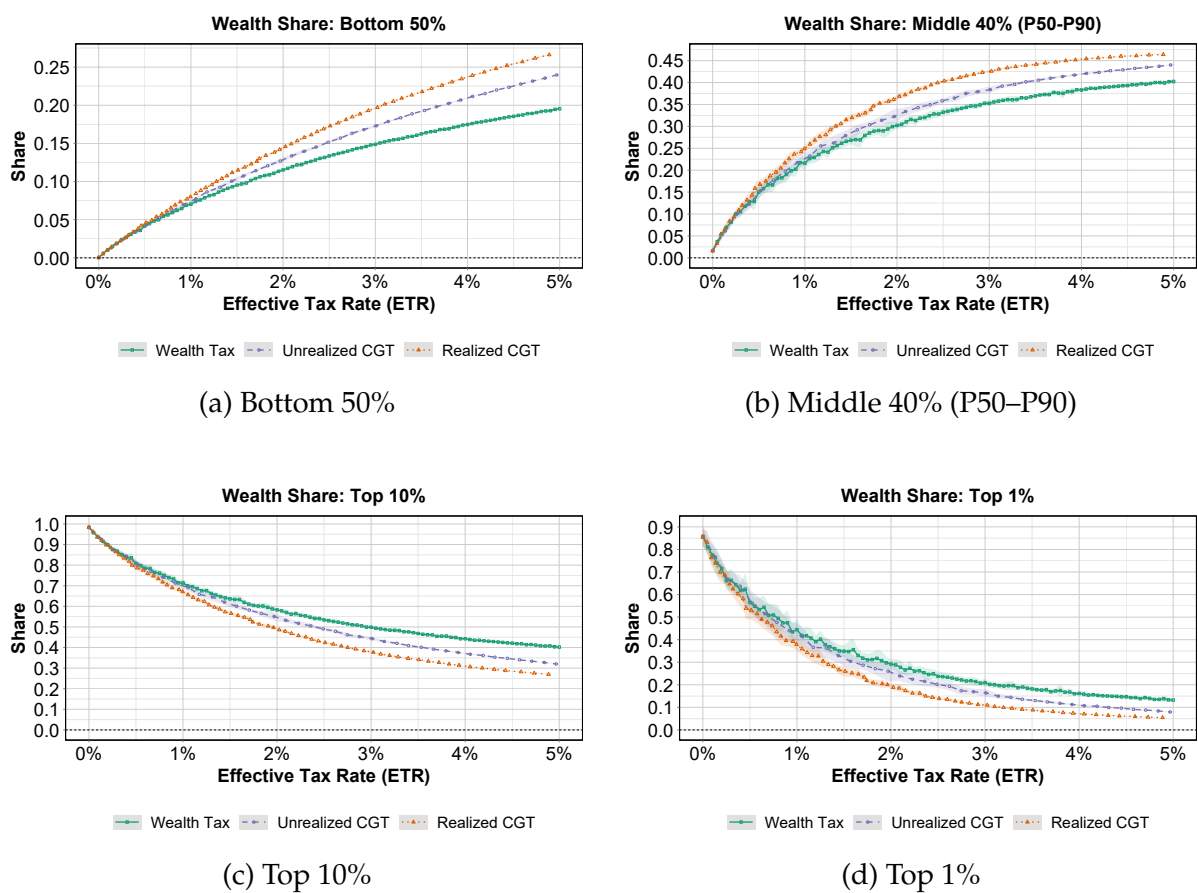 Wealth Share: Bottom 50%
Share
0.25
0.20
0.15
0.10
0.05
0.00
0% 1% 2% 3% 4% 5%
Effective Tax Rate (ETR)
Wealth Tax Unrealized CGT Realized CGT
(a) Bottom 50%
Wealth Share: Middle 40% (P50-P90)
Share
0.45
0.40
0.35
0.30
0.25
0.20
0.15
0.10
0.05
0.00
0% 1% 2% 3% 4% 5%
Effective Tax Rate (ETR)
Wealth Tax Unrealized CGT Realized CGT
(b) Middle 40% (P50–P90)
Wealth Share: Top 10%
Share
1.0
0.9
0.8
0.7
0.6
0.5
0.4
0.3
0.2
0.1
0.0
0% 1% 2% 3% 4% 5%
Effective Tax Rate (ETR)
Wealth Tax Unrealized CGT Realized CGT
(c) Top 10%
Wealth Share: Top 1%
Share
0.9
0.8
0.7
0.6
0.5
0.4
0.3
0.2
0.1
0.0
0% 1% 2% 3% 4% 5%
Effective Tax Rate (ETR)
Wealth Tax Unrealized CGT Realized CGT
(d) Top 1%